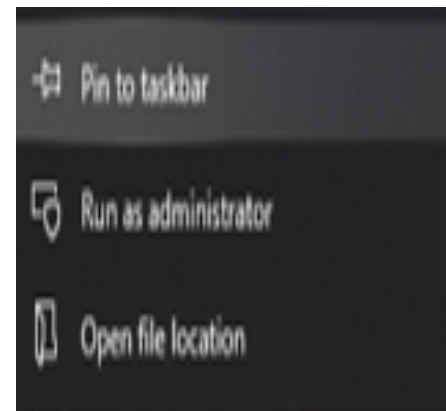 Pin to taskbar
Run as administrator
Open file location